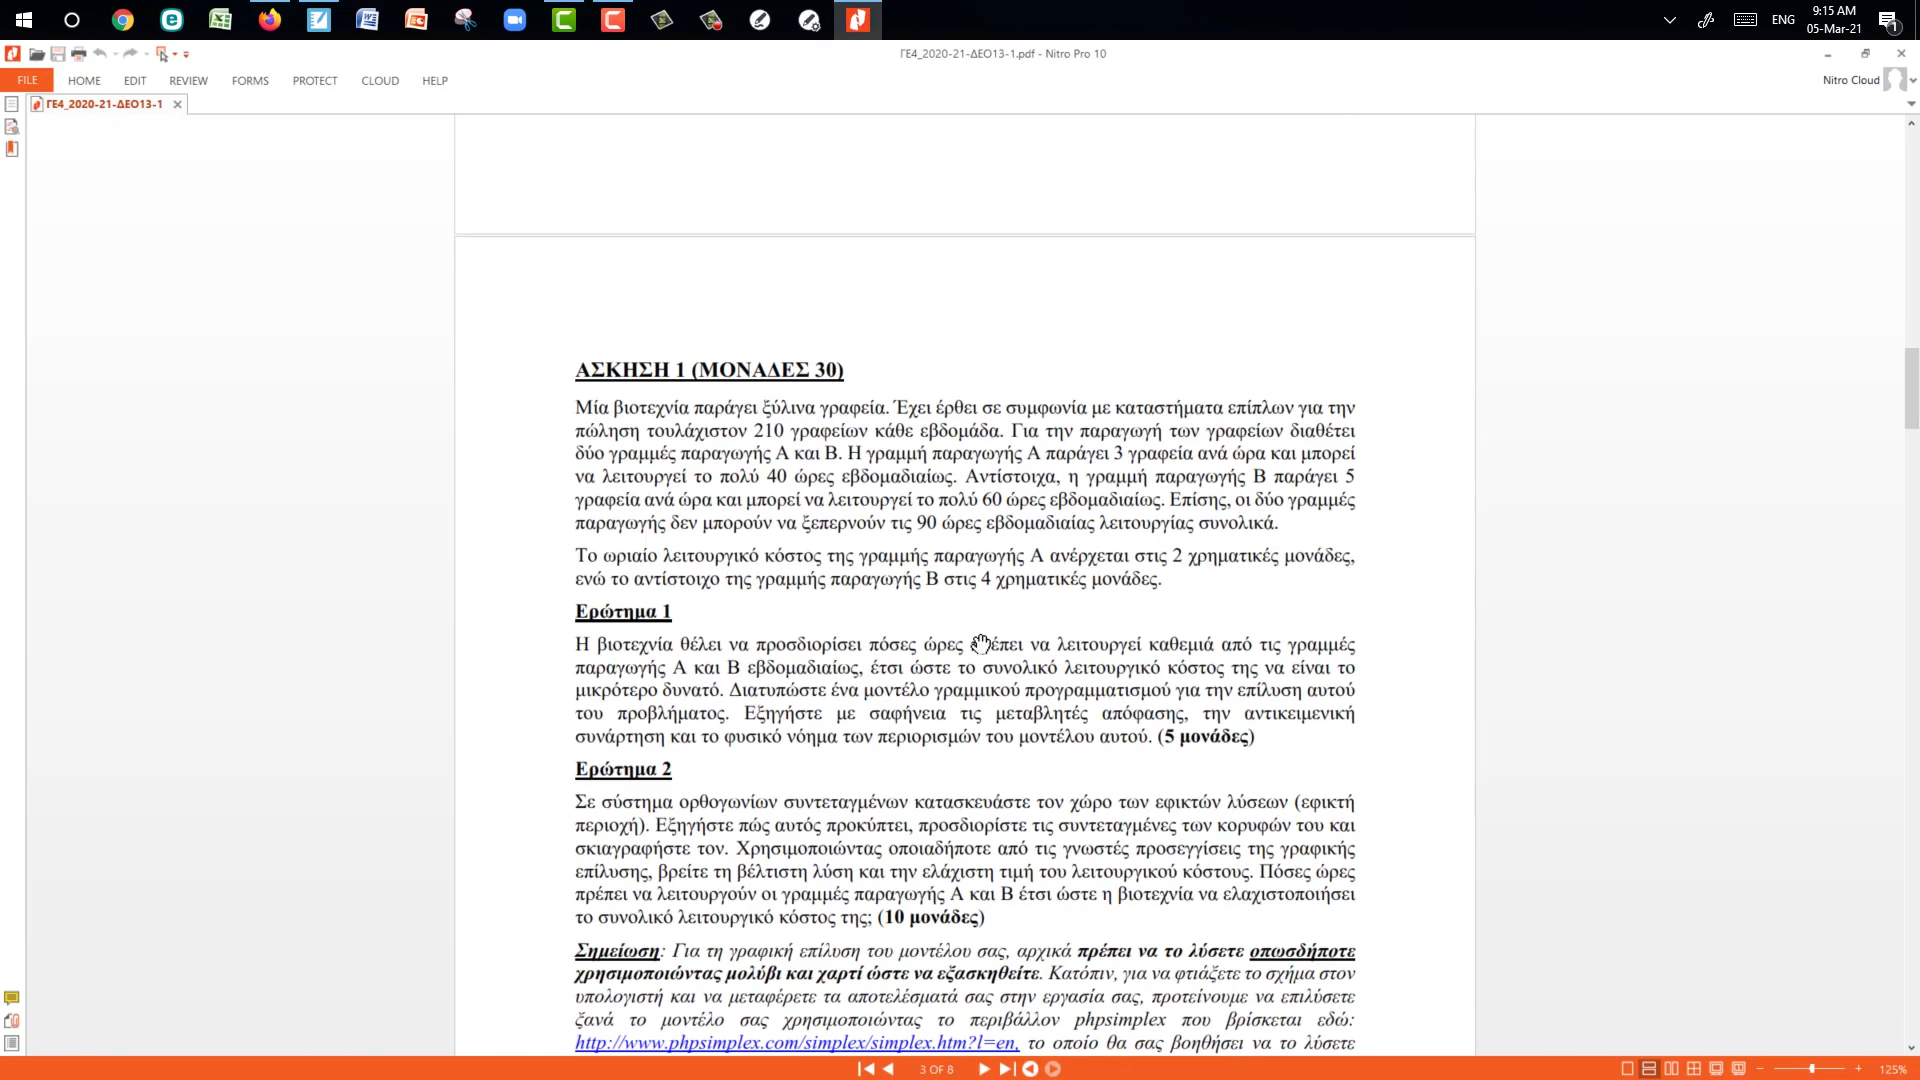 ENG
9:15 AM
05-Mar-21
1
ΓΕ4_2020-21-ΔΕΟ13-1.pdf - Nitro Pro 10
FILE HOME EDIT REVIEW FORMS PROTECT CLOUD HELP
Nitro Cloud
ΓΕ4_2020-21-ΔΕΟ13-1
ΑΣΚΗΣΗ 1 (ΜΟΝΑΔΕΣ 30)
Μία βιοτεχνία παράγει ξύλινα γραφεία. Έχει έρθει σε συμφωνία με καταστήματα επίπλων για την
πώληση τουλάχιστον 210 γραφείων κάθε εβδομάδα. Για την παραγωγή των γραφείων διαθέτει
δύο γραμμές παραγωγής Α και Β. Η γραμμή παραγωγής Α παράγει 3 γραφεία ανά ώρα και μπορεί
να λειτουργεί το πολύ 40 ώρες εβδομαδιαίως. Αντίστοιχα, η γραμμή παραγωγής Β παράγει 5
γραφεία ανά ώρα και μπορεί να λειτουργεί το πολύ 60 ώρες εβδομαδιαίως. Επίσης, οι δύο γραμμές
παραγωγής δεν μπορούν να ξεπερνούν τις 90 ώρες εβδομαδιαίας λειτουργίας συνολικά.
Το ωριαίο λειτουργικό κόστος της γραμμής παραγωγής Α ανέρχεται στις 2 χρηματικές μονάδες,
ενώ το αντίστοιχο της γραμμής παραγωγής Β στις 4 χρηματικές μονάδες.
Ερώτημα 1
Η βιοτεχνία θέλει να προσδιορίσει πόσες ώρες πρέπει να λειτουργεί καθεμιά από τις γραμμές
παραγωγής Α και Β εβδομαδιαίως, έτσι ώστε το συνολικό λειτουργικό κόστος της να είναι το
μικρότερο δυνατό. Διατυπώστε ένα μοντέλο γραμμικού προγραμματισμού για την επίλυση αυτού
του προβλήματος. Εξηγήστε με σαφήνεια τις μεταβλητές απόφασης, την αντικειμενική
συνάρτηση και το φυσικό νόημα των περιορισμών του μοντέλου αυτού. (5 μονάδες)
Ερώτημα 2
Σε σύστημα ορθογωνίων συντεταγμένων κατασκευάστε τον χώρο των εφικτών λύσεων (εφικτή
περιοχή). Εξηγήστε πώς αυτός προκύπτει, προσδιορίστε τις συντεταγμένες των κορυφών του και
σκιαγραφήστε τον. Χρησιμοποιώντας οποιαδήποτε από τις γνωστές προσεγγίσεις της γραφικής
επίλυσης, βρείτε τη βέλτιστη λύση και την ελάχιστη τιμή του λειτουργικού κόστους. Πόσες ώρες
πρέπει να λειτουργούν οι γραμμές παραγωγής Α και Β έτσι ώστε η βιοτεχνία να ελαχιστοποιήσει
το συνολικό λειτουργικό κόστος της; (10 μονάδες)
Σημείωση: Για τη γραφική επίλυση του μοντέλου σας, αρχικά πρέπει να το λύσετε οπωσδήποτε
χρησιμοποιώντας μολύβι και χαρτί ώστε να εξασκηθείτε. Κατόπιν, για να φτιάξετε το σχήμα στον
υπολογιστή και να μεταφέρετε τα αποτελέσματά σας στην εργασία σας, προτείνουμε να επιλύσετε
ξανά το μοντέλο σας χρησιμοποιώντας το περιβάλλον phpsimplex που βρίσκεται εδώ:
http://www.phpsimplex.com/simplex/simplex.htm?l=en, το οποίο θα σας βοηθήσει να το λύσετε
3 OF 8
125%